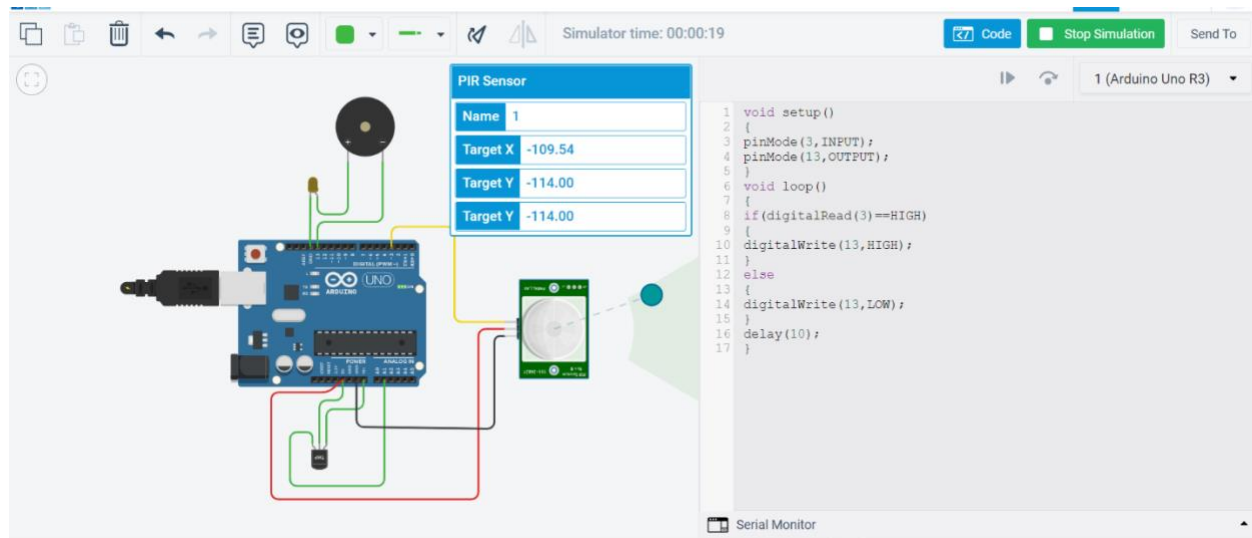 Simulator time: 00:00:19
Code
Stop Simulation
Send To
1 (Arduino Uno R3)
PIR Sensor
Name 1
Target X -109.54
Target Y -114.00
Target Y -114.00
DIGITAL (PWM~)
UNO
ARDUINO
POWER
ANALOG IN
TMP
1 void setup()
2 {
3 pinMode(3,INPUT);
4 pinMode(13,OUTPUT);
5 }
6 void loop()
7 {
8 if(digitalRead(3)==HIGH)
9 {
10 digitalWrite(13,HIGH);
11 }
12 else
13 {
14 digitalWrite(13,LOW);
15 }
16 delay(10);
17 }
Serial Monitor